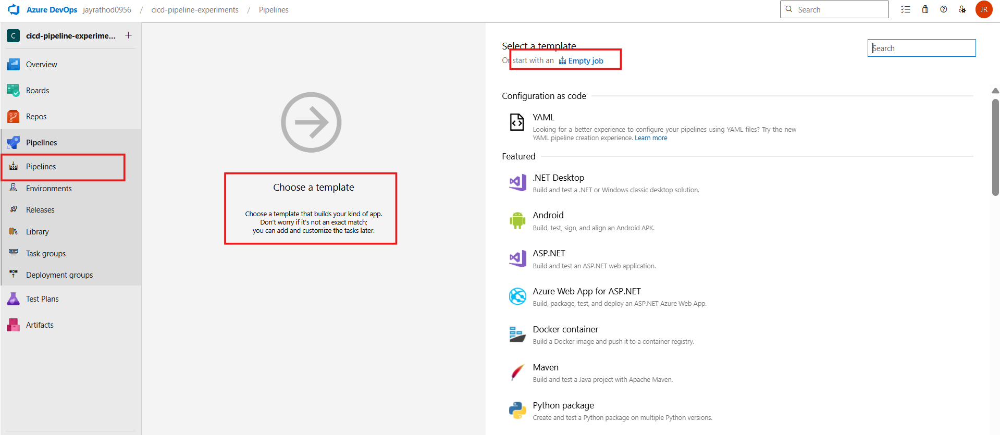 Azure DevOps jayrathod0956 / cicd-pipeline-experiments / Pipelines
Search
JR
C cicd-pipeline-experime... +
Overview
Boards
Repos
Pipelines
Pipelines
Environments
Releases
Library
Task groups
Deployment groups
Test Plans
Artifacts
Choose a template
Choose a template that builds your kind of app.
Don't worry if it's not an exact match;
you can add and customize the tasks later.
Select a template
Or start with an Empty job
Search
Configuration as code
YAML
Looking for a better experience to configure your pipelines using YAML files? Try the new
YAML pipeline creation experience. Learn more
Featured
.NET Desktop
Build and test a .NET or Windows classic desktop solution.
Android
Build, test, sign, and align an Android APK.
ASP.NET
Build and test an ASP.NET web application.
Azure Web App for ASP.NET
Build, package, test, and deploy an ASP.NET Azure Web App.
Docker container
Build a Docker image and push it to a container registry.
Maven
Build and test a Java project with Apache Maven.
Python package
Create and test a Python package on multiple Python versions.